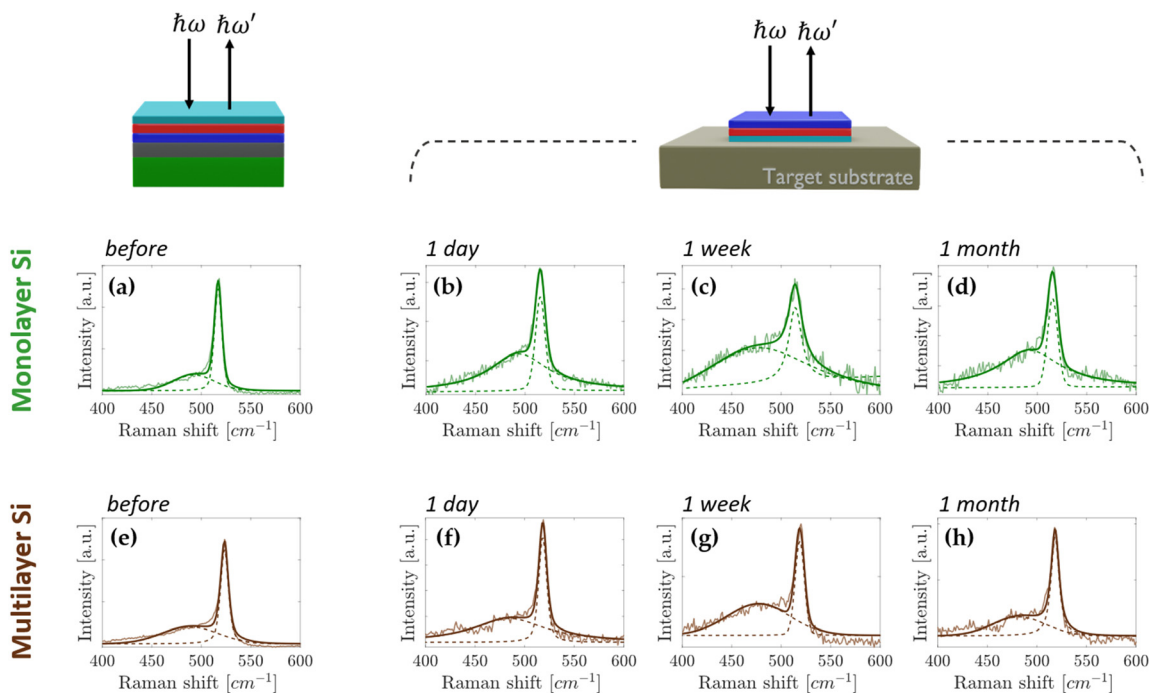 ℏω ℏω′
ℏω ℏω′
Target substrate
Monolayer Si
before
(a)
Intensity [a.u.]
400 450 500 550 600
Raman shift [cm⁻¹]
1 day
(b)
Intensity [a.u.]
400 450 500 550 600
Raman shift [cm⁻¹]
1 week
(c)
Intensity [a.u.]
400 450 500 550 600
Raman shift [cm⁻¹]
1 month
(d)
Intensity [a.u.]
400 450 500 550 600
Raman shift [cm⁻¹]
Multilayer Si
before
(e)
Intensity [a.u.]
400 450 500 550 600
Raman shift [cm⁻¹]
1 day
(f)
Intensity [a.u.]
400 450 500 550 600
Raman shift [cm⁻¹]
1 week
(g)
Intensity [a.u.]
400 450 500 550 600
Raman shift [cm⁻¹]
1 month
(h)
Intensity [a.u.]
400 450 500 550 600
Raman shift [cm⁻¹]